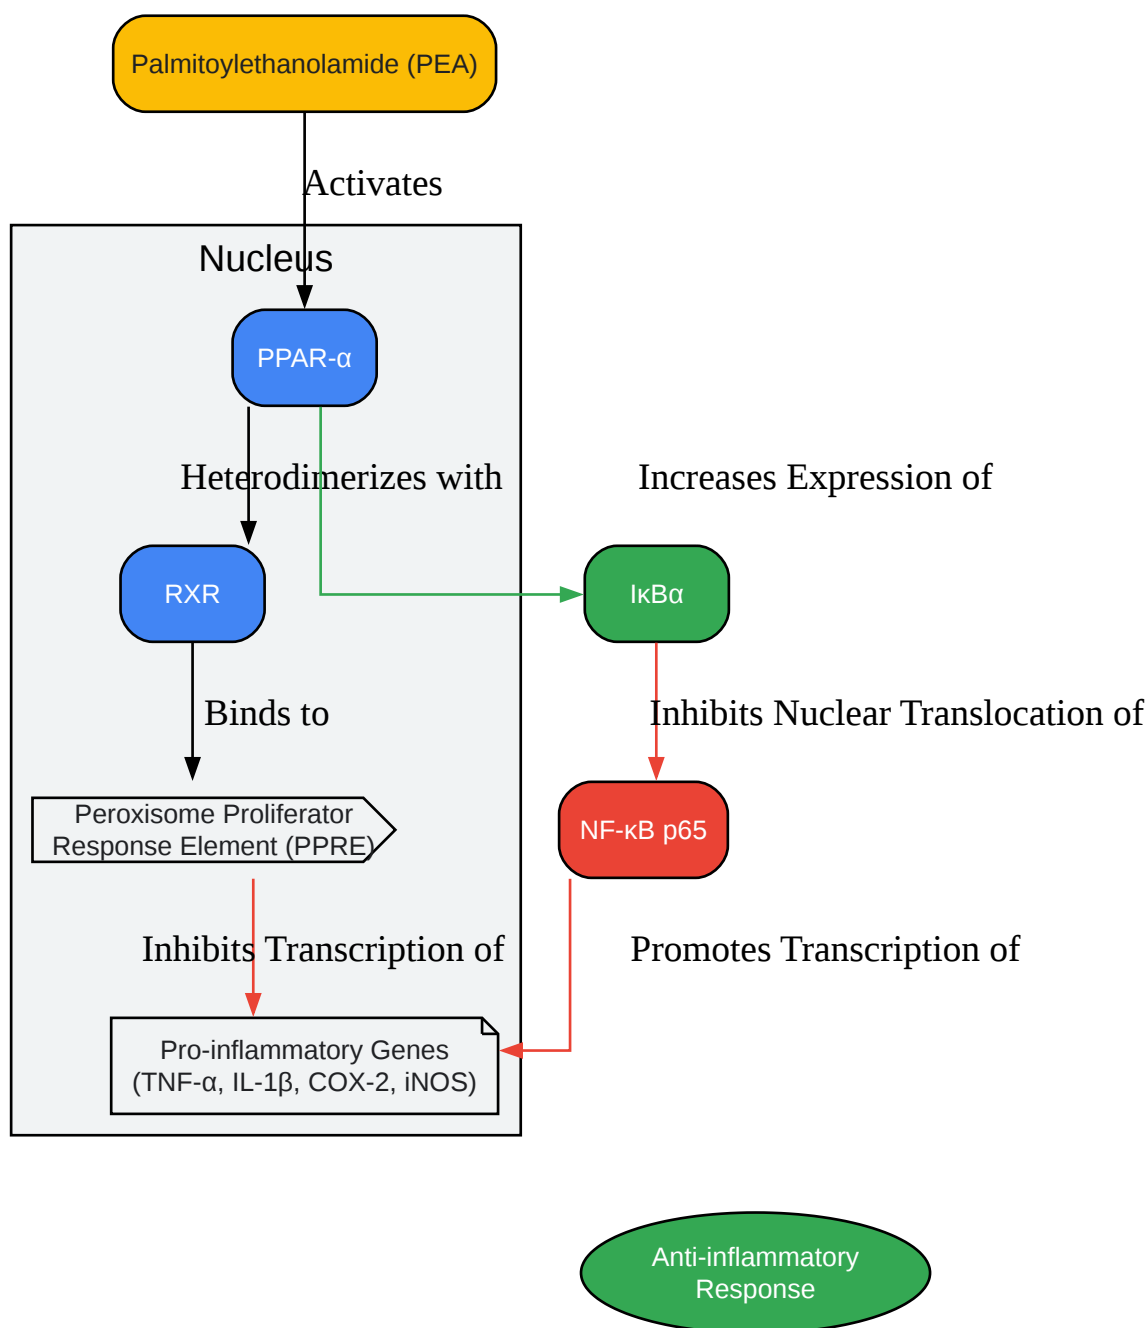 Palmitoylethanolamide (PEA)
Activates
Nucleus
PPAR-α
Heterodimerizes with
Increases Expression of
RXR
IκBα
Binds to
Inhibits Nuclear Translocation of
Peroxisome Proliferator
Response Element (PPRE)
NF-κB p65
Inhibits Transcription of
Promotes Transcription of
Pro-inflammatory Genes
(TNF-α, IL-1β, COX-2, iNOS)
Anti-inflammatory
Response